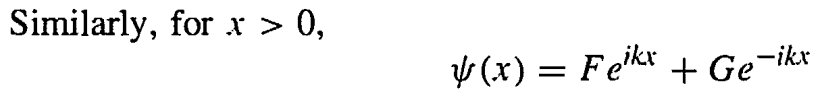 Similarly, for x > 0,
ψ(x) = Fe^{ikx} + Ge^{-ikx}